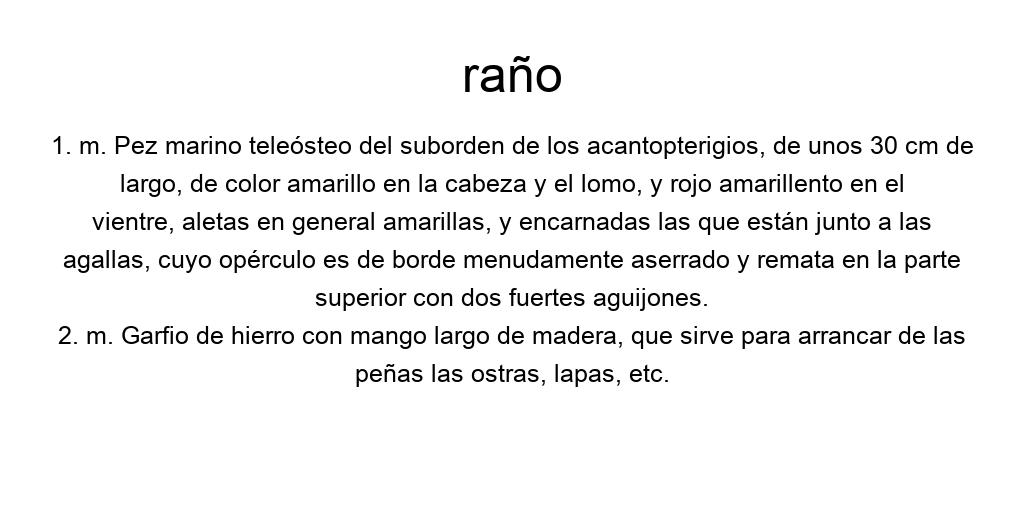 raño
1. m. Pez marino teleósteo del suborden de los acantopterigios, de unos 30 cm de
largo, de color amarillo en la cabeza y el lomo, y rojo amarillento en el
vientre, aletas en general amarillas, y encarnadas las que están junto a las
agallas, cuyo opérculo es de borde menudamente aserrado y remata en la parte
superior con dos fuertes aguijones.
2. m. Garfio de hierro con mango largo de madera, que sirve para arrancar de las
peñas las ostras, lapas, etc.